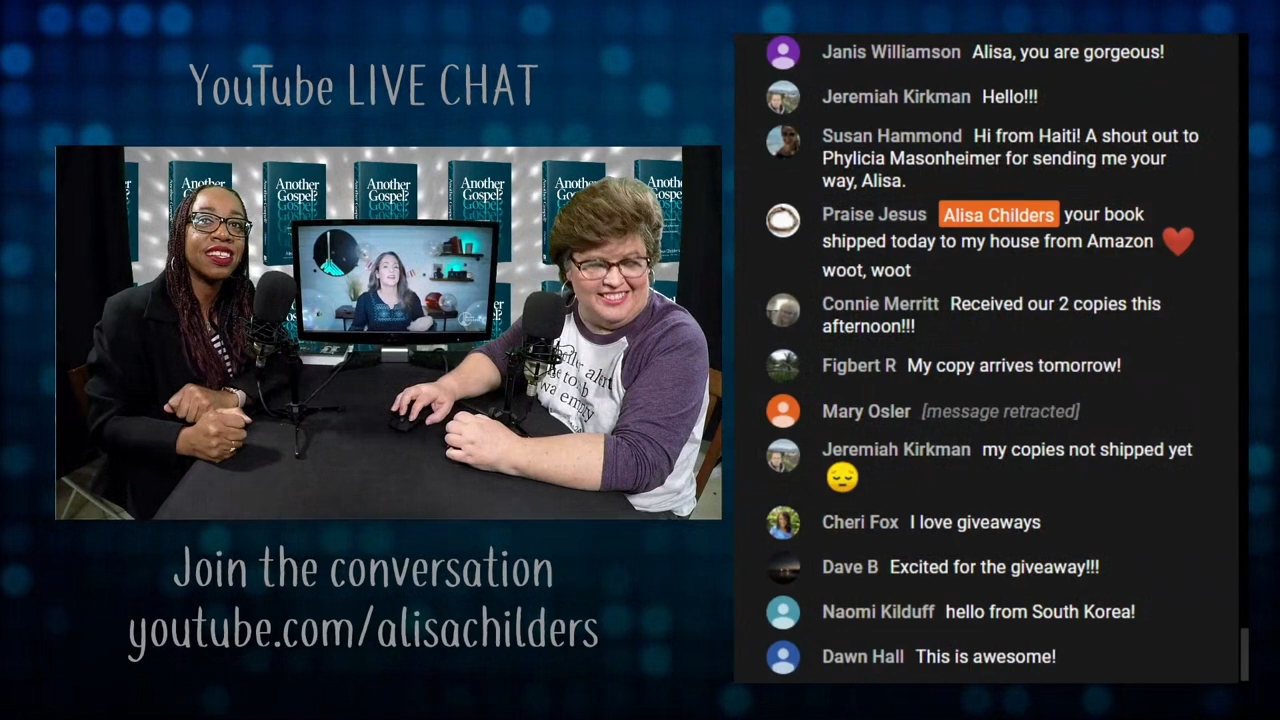 YouTube LIVE CHAT
Another
Gospel?
Another
Gospel?
Another
Gospel?
Another
Gospel?
Join the conversation
youtube.com/alisachilders
Janis Williamson Alisa, you are gorgeous!
Jeremiah Kirkman Hello!!!
Susan Hammond Hi from Haiti! A shout out to
Phylicia Masonheimer for sending me your
way, Alisa.
Praise Jesus Alisa Childers your book
shipped today to my house from Amazon ❤️
woot, woot
Connie Merritt Received our 2 copies this
afternoon!!!
Figbert R My copy arrives tomorrow!
Mary Osler [message retracted]
Jeremiah Kirkman my copies not shipped yet
😔
Cheri Fox I love giveaways
Dave B Excited for the giveaway!!!
Naomi Kilduff hello from South Korea!
Dawn Hall This is awesome!